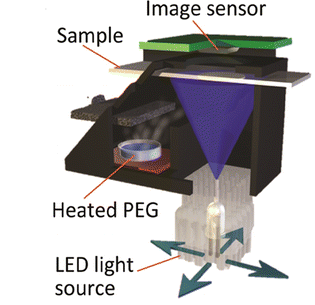 Image sensor
Sample
Heated PEG
LED light
source